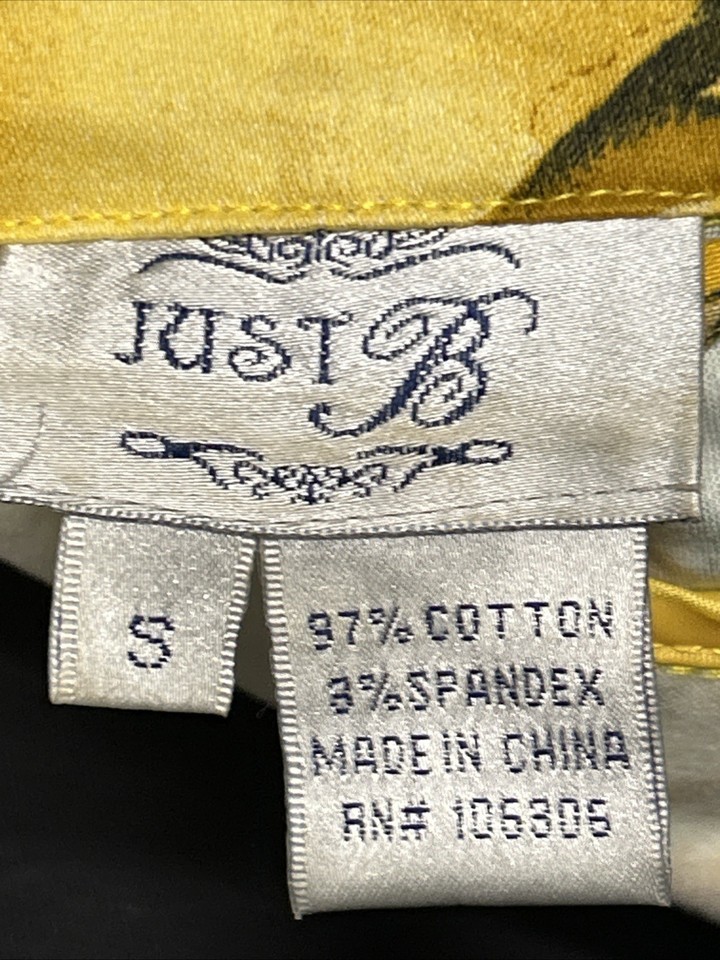 JUST B
S
97% COTTON
3% SPANDEX
MADE IN CHINA
RN# 106306